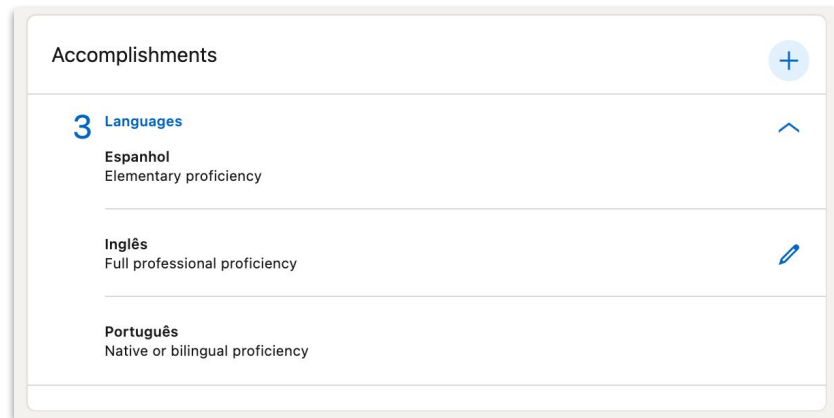 Accomplishments
3 Languages
Espanhol
Elementary proficiency
Inglês
Full professional proficiency
Português
Native or bilingual proficiency